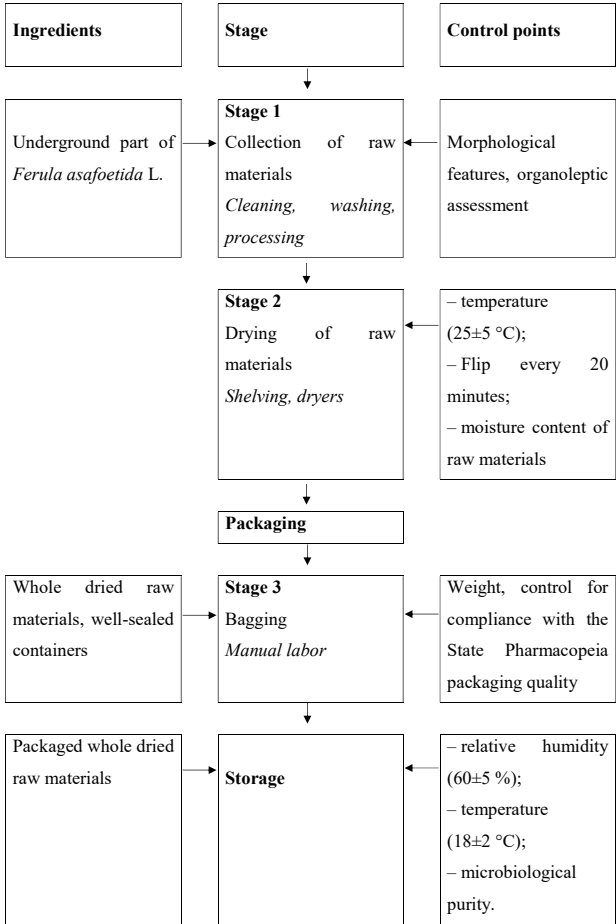 Ingredients
Stage
Control points
Underground part of
Ferula asafoetida L.
Stage 1
Collection of raw
materials
Cleaning, washing,
processing
Morphological
features, organoleptic
assessment
Stage 2
Drying of raw
materials
Shelving, dryers
– temperature
(25±5 °C);
– Flip every 20
minutes;
– moisture content of
raw materials
Packaging
Whole dried raw
materials, well-sealed
containers
Stage 3
Bagging
Manual labor
Weight, control for
compliance with the
State Pharmacopeia
packaging quality
Packaged whole dried
raw materials
Storage
– relative humidity
(60±5 %);
– temperature
(18±2 °C);
– microbiological
purity.